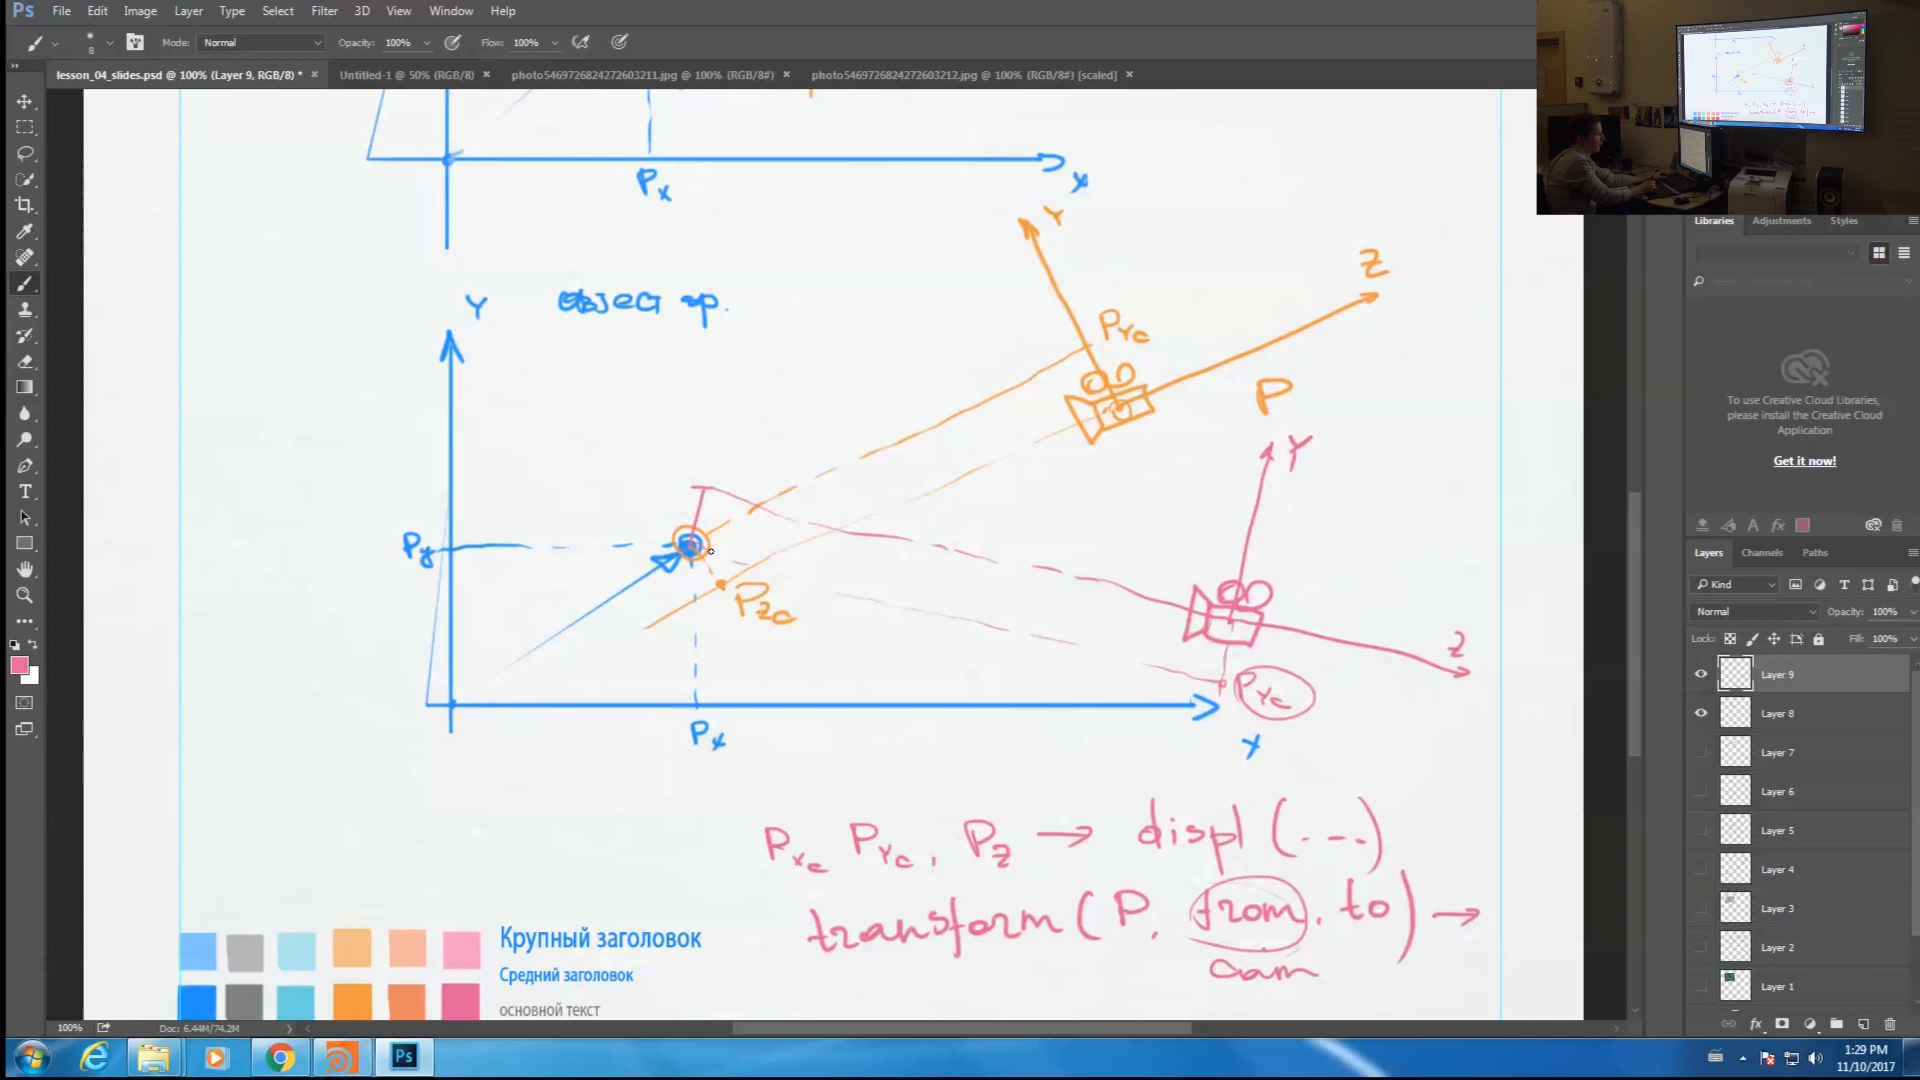 Ps File Edit Image Layer Type Select Filter 3D View Window Help
8 Mode: Normal Opacity: 100% Flow: 100%
lesson_04_slides.psd @ 100% (Layer 9, RGB/8) * × Untitled-1 @ 50% (RGB/8) × photo5469726824272603211.jpg @ 100% (RGB/8#) × photo5469726824272603212.jpg @ 100% (RGB/8#) [scaled] ×
Px
X
Y
Z
Y object sp.
Pyc
P
Y
Py
Pzc
Z
Pyc
Px
X
Pxc Pyc, Pz → displ (...)
transform (P, from, to) →
cam
Крупный заголовок
Средний заголовок
основной текст
Libraries Adjustments Styles
To use Creative Cloud Libraries,
please install the Creative Cloud
Application
Get it now!
Layers Channels Paths
Kind
Normal Opacity: 100%
Lock: Fill: 100%
Layer 9
Layer 8
Layer 7
Layer 6
Layer 5
Layer 4
Layer 3
Layer 2
Layer 1
100% Doc: 6.44M/74.2M
Ps
1:29 PM
11/10/2017